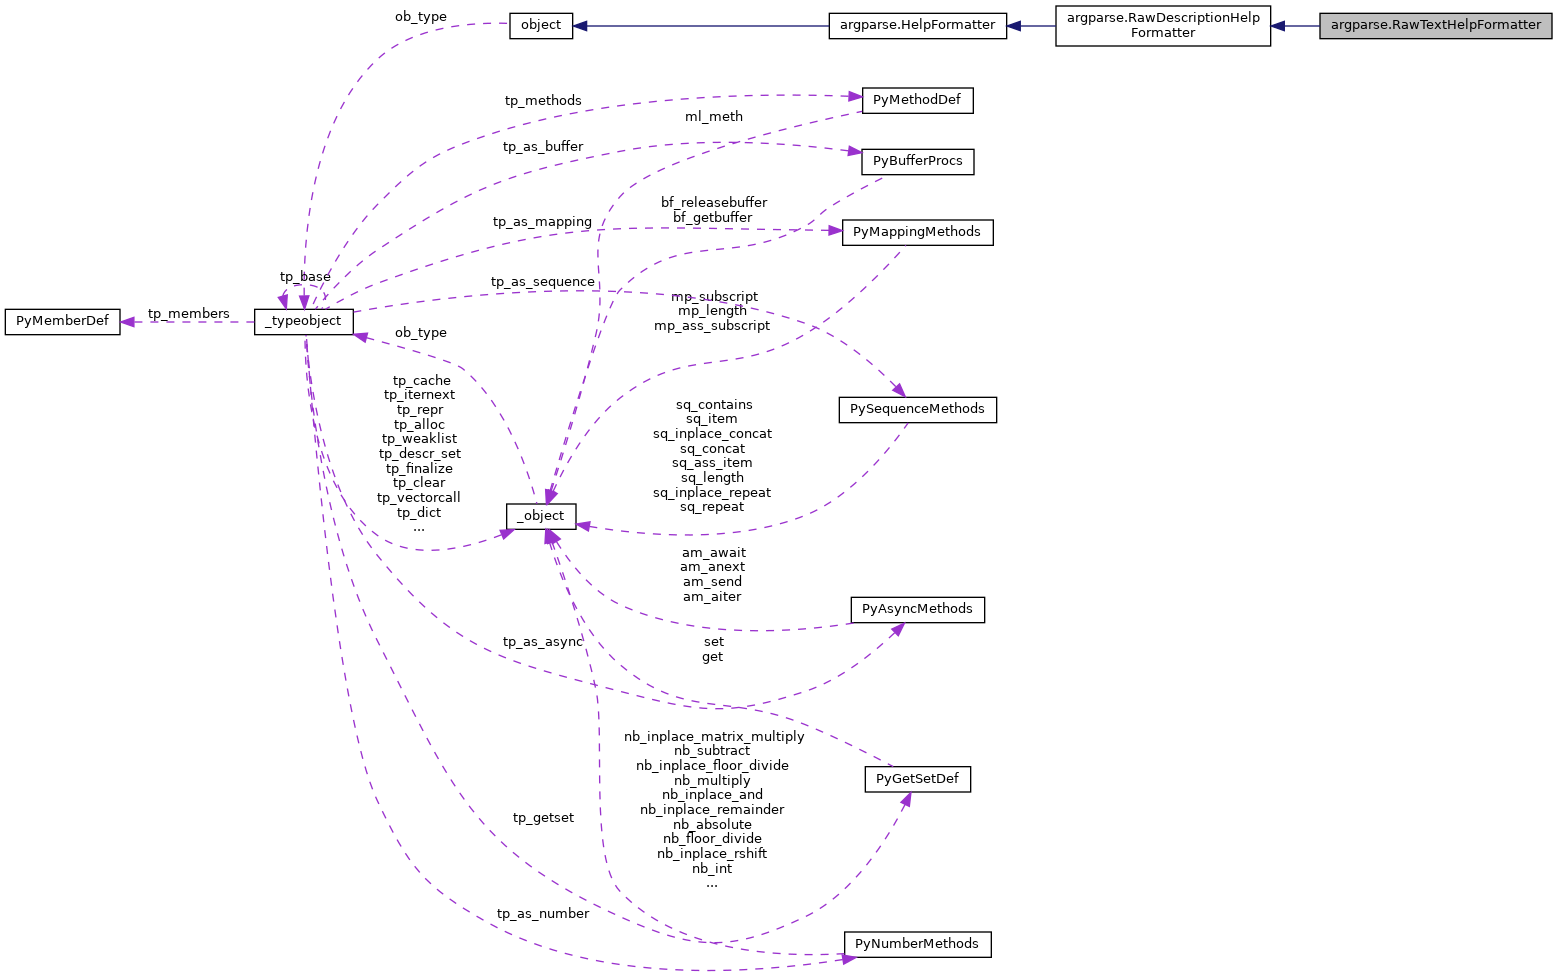 ob_type
object
argparse.HelpFormatter
argparse.RawDescriptionHelp
Formatter
argparse.RawTextHelpFormatter
tp_methods
PyMethodDef
ml_meth
tp_as_buffer
PyBufferProcs
bf_releasebuffer
bf_getbuffer
tp_as_mapping
PyMappingMethods
tp_base
tp_as_sequence
mp_subscript
mp_length
mp_ass_subscript
PyMemberDef
tp_members
_typeobject
ob_type
tp_cache
tp_iternext
tp_repr
tp_alloc
tp_weaklist
tp_descr_set
tp_finalize
tp_clear
tp_vectorcall
tp_dict
...
sq_contains
sq_item
sq_inplace_concat
sq_concat
sq_ass_item
sq_length
sq_inplace_repeat
sq_repeat
PySequenceMethods
_object
am_await
am_anext
am_send
am_aiter
PyAsyncMethods
tp_as_async
set
get
nb_inplace_matrix_multiply
nb_subtract
nb_inplace_floor_divide
nb_multiply
nb_inplace_and
nb_inplace_remainder
nb_absolute
nb_floor_divide
nb_inplace_rshift
nb_int
...
PyGetSetDef
tp_getset
tp_as_number
PyNumberMethods